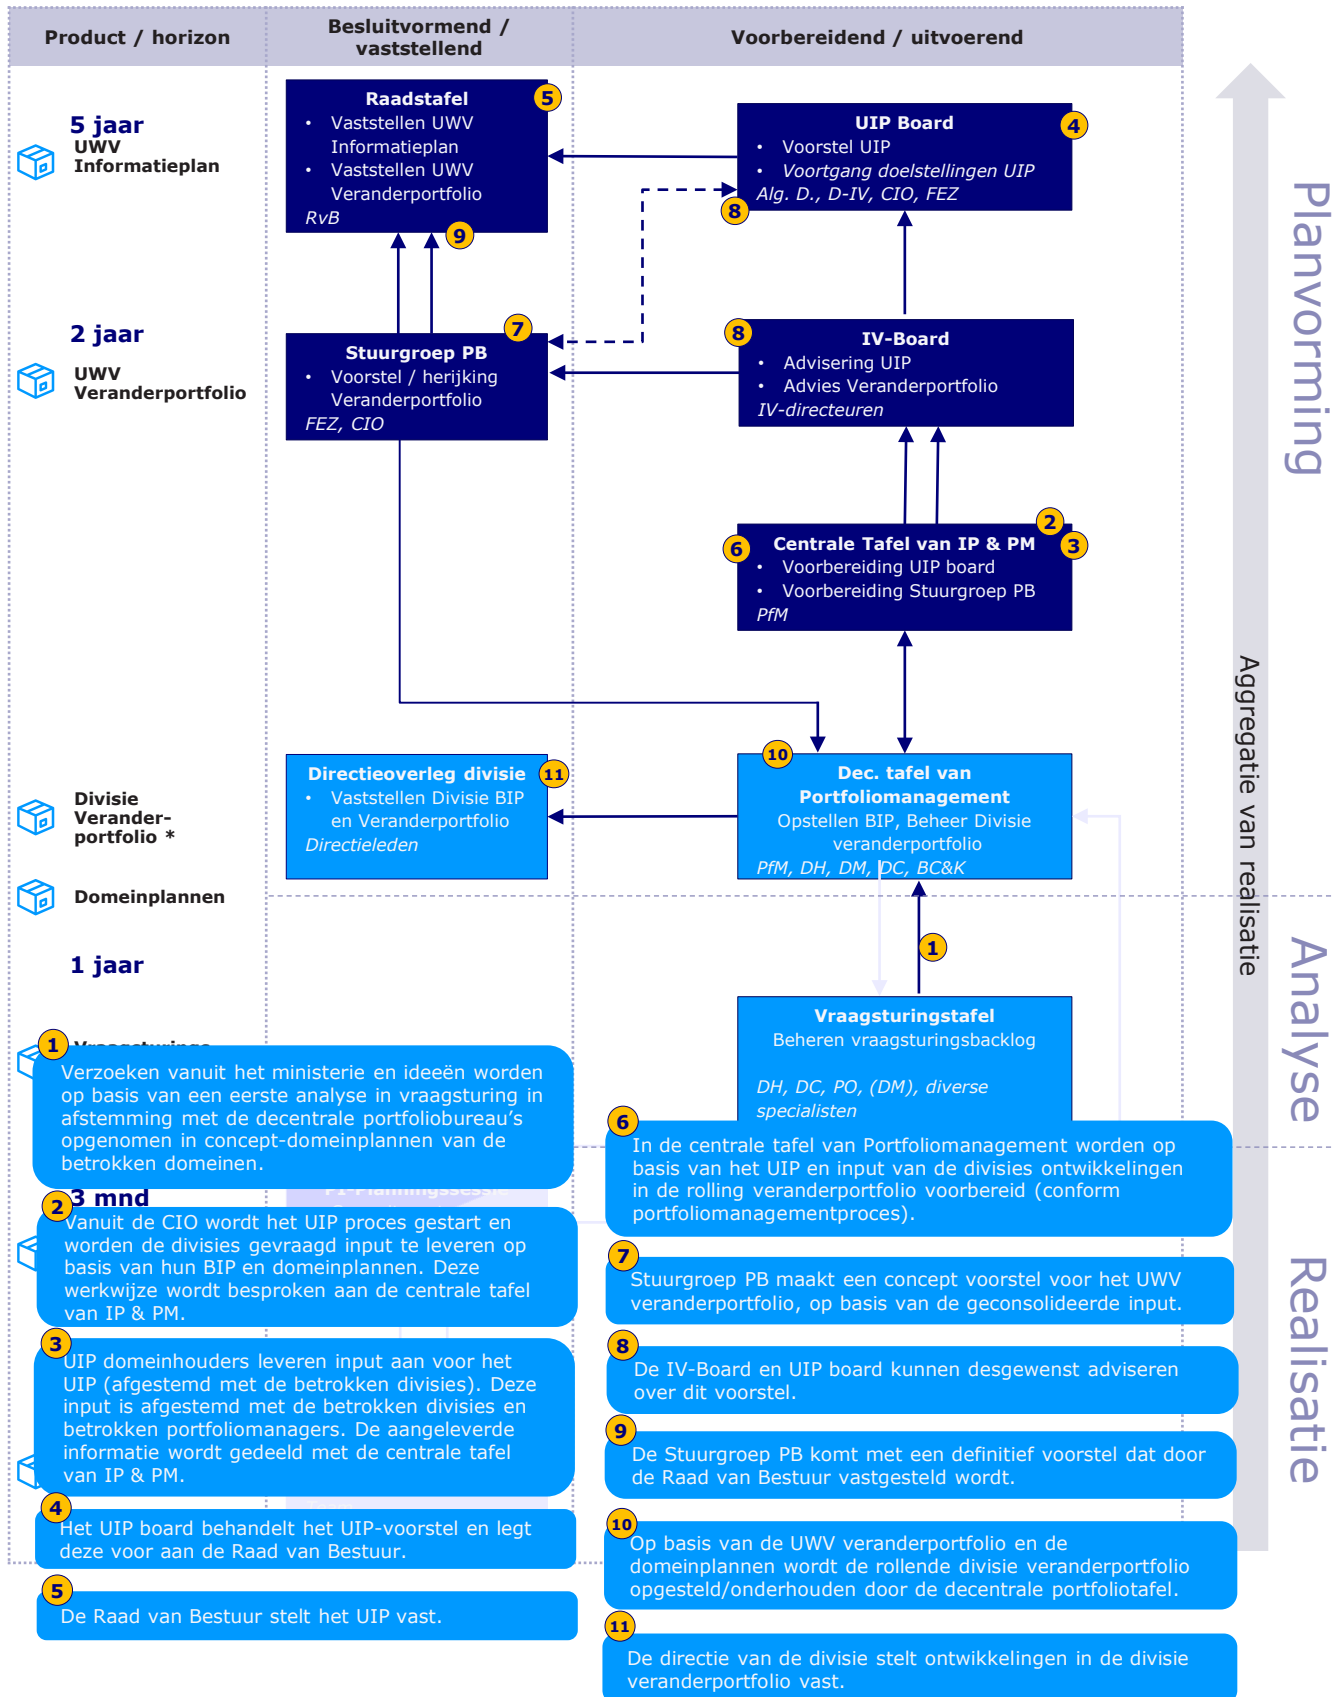 Product / horizon
Besluitvormend /
vaststellend
Voorbereidend / uitvoerend
5 jaar
UWV
Informatieplan
Raadstafel
5
• Vaststellen UWV
Informatieplan
• Vaststellen UWV
Veranderportfolio
RvB
9
UIP Board
4
• Voorstel UIP
• Voortgang doelstellingen UIP
Alg. D., D-IV, CIO, FEZ
8
2 jaar
UWV
Veranderportfolio
7
Stuurgroep PB
• Voorstel / herijking
Veranderportfolio
FEZ, CIO
8
IV-Board
• Advisering UIP
• Advies Veranderportfolio
IV-directeuren
2
6
3
Centrale Tafel van IP & PM
• Voorbereiding UIP board
• Voorbereiding Stuurgroep PB
PfM
Divisie
Verander-
portfolio *
Directieoverleg divisie
11
• Vaststellen Divisie BIP
en Veranderportfolio
Directieleden
10
Dec. tafel van
Portfoliomanagement
Opstellen BIP, Beheer Divisie
veranderportfolio
PfM, DH, DM, DC, BC&K
Domeinplannen
1
1 jaar
Vraagsturingstafel
Beheren vraagsturingsbacklog
DH, DC, PO, (DM), diverse
specialisten
Vraagsturings
1
Verzoeken vanuit het ministerie en ideeën worden
op basis van een eerste analyse in vraagsturing in
afstemming met de decentrale portfoliobureau's
opgenomen in concept-domeinplannen van de
betrokken domeinen.
3 mnd
PI-Planningssessie
2
Vanuit de CIO wordt het UIP proces gestart en
worden de divisies gevraagd input te leveren op
basis van hun BIP en domeinplannen. Deze
werkwijze wordt besproken aan de centrale tafel
van IP & PM.
3
UIP domeinhouders leveren input aan voor het
UIP (afgestemd met de betrokken divisies). Deze
input is afgestemd met de betrokken divisies en
betrokken portfoliomanagers. De aangeleverde
informatie wordt gedeeld met de centrale tafel
van IP & PM.
Team
4
Het UIP board behandelt het UIP-voorstel en legt
deze voor aan de Raad van Bestuur.
5
De Raad van Bestuur stelt het UIP vast.
6
In de centrale tafel van Portfoliomanagement worden op
basis van het UIP en input van de divisies ontwikkelingen
in de rolling veranderportfolio voorbereid (conform
portfoliomanagementproces).
7
Stuurgroep PB maakt een concept voorstel voor het UWV
veranderportfolio, op basis van de geconsolideerde input.
8
De IV-Board en UIP board kunnen desgewenst adviseren
over dit voorstel.
9
De Stuurgroep PB komt met een definitief voorstel dat door
de Raad van Bestuur vastgesteld wordt.
10
Op basis van de UWV veranderportfolio en de
domeinplannen wordt de rollende divisie veranderportfolio
opgesteld/onderhouden door de decentrale portfoliotafel.
11
De directie van de divisie stelt ontwikkelingen in de divisie
veranderportfolio vast.
Aggregatie van realisatie
Planvorming
Analyse
Realisatie